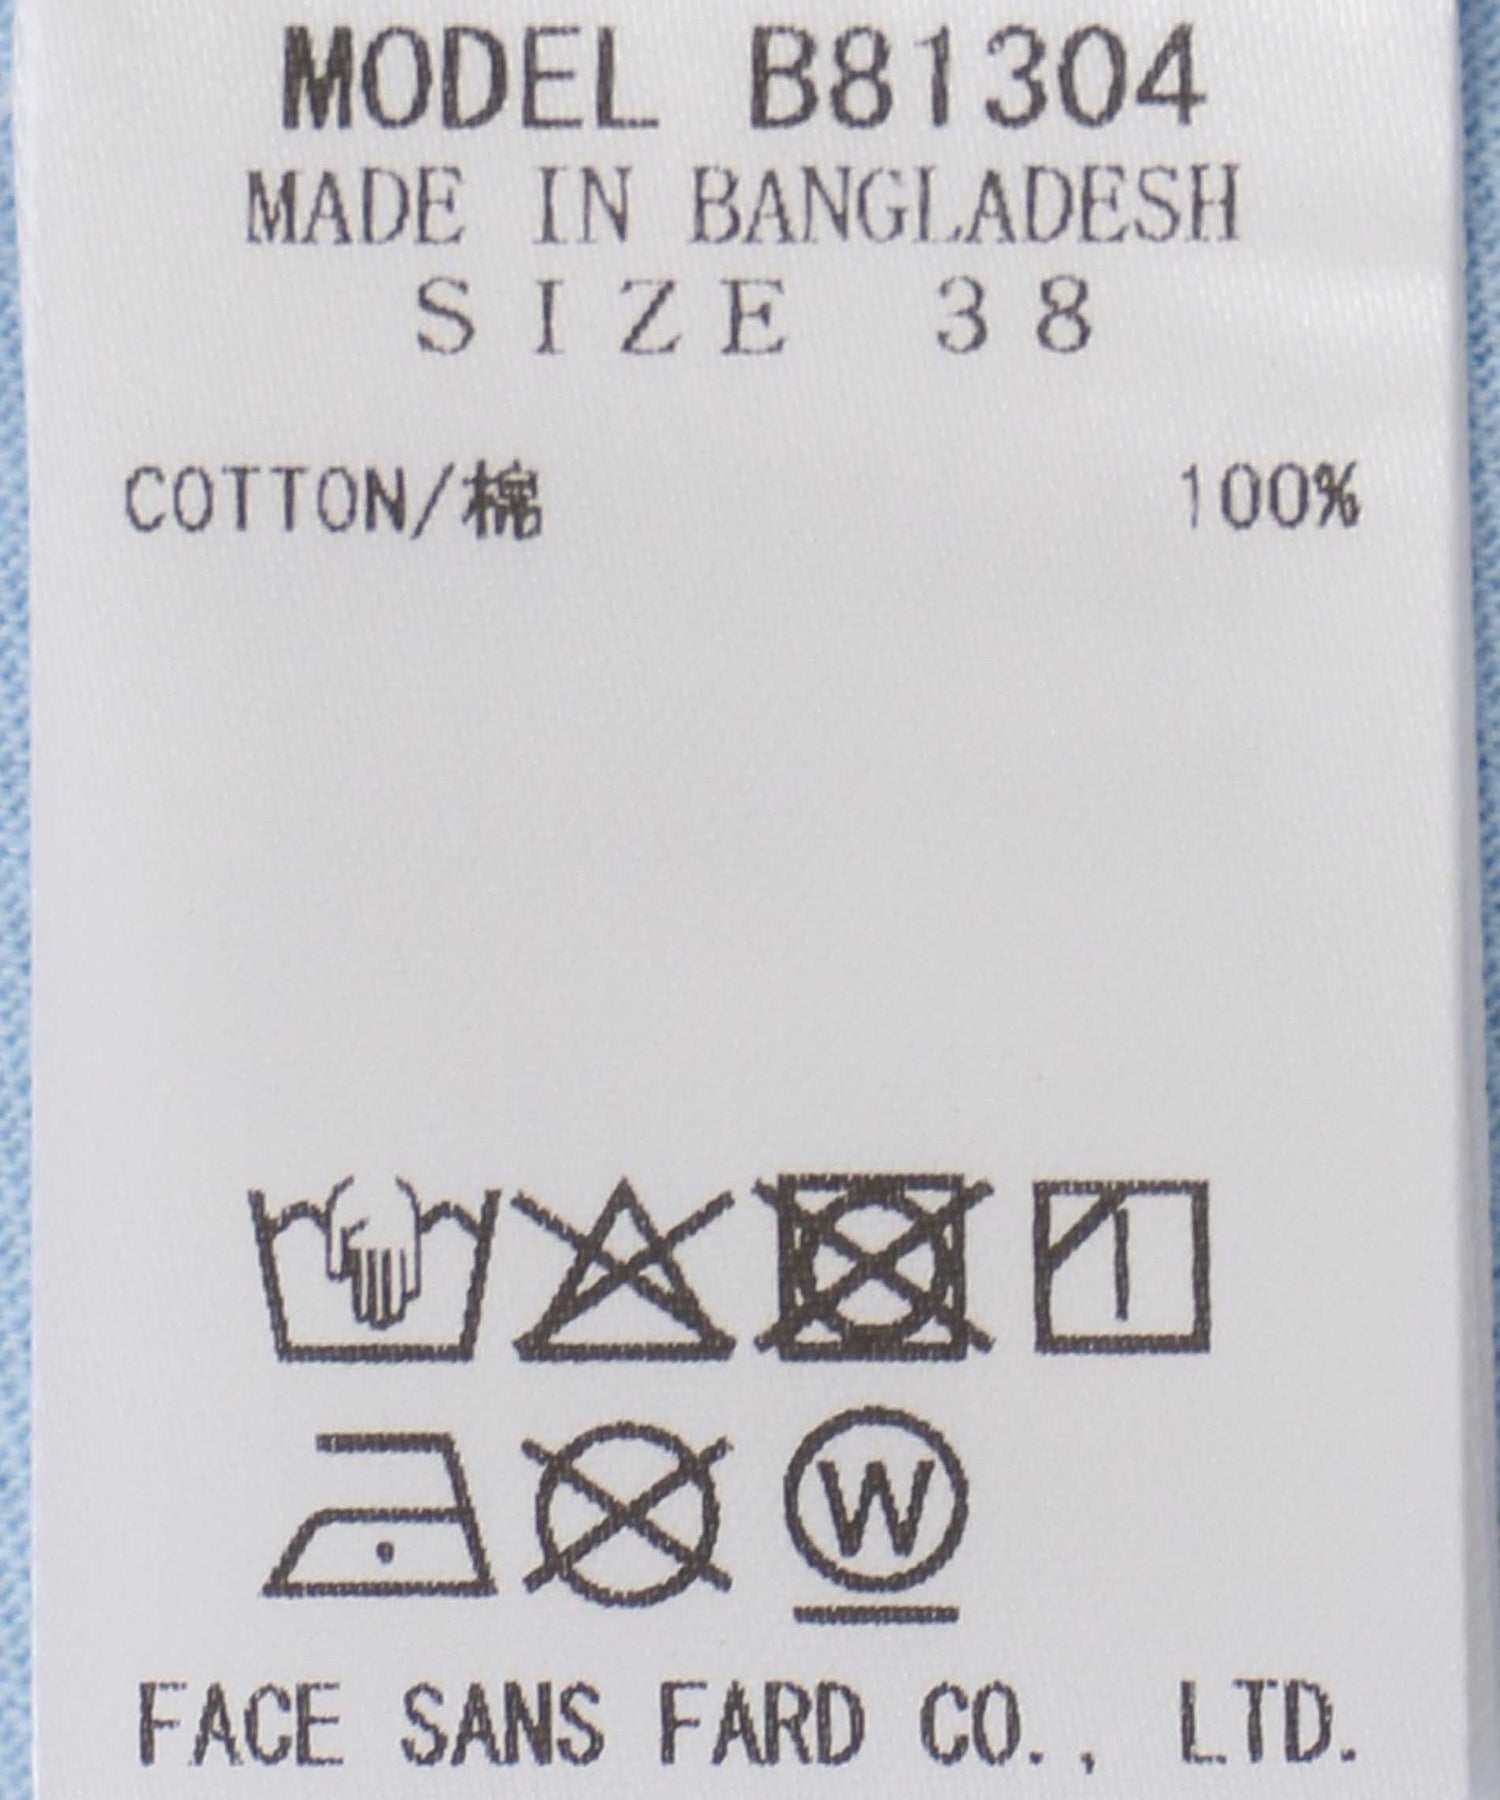 MODEL B81304
MADE IN BANGLADESH
SIZE 38
COTTON/棉 100%
W
FACE SANS FARD CO., LTD.